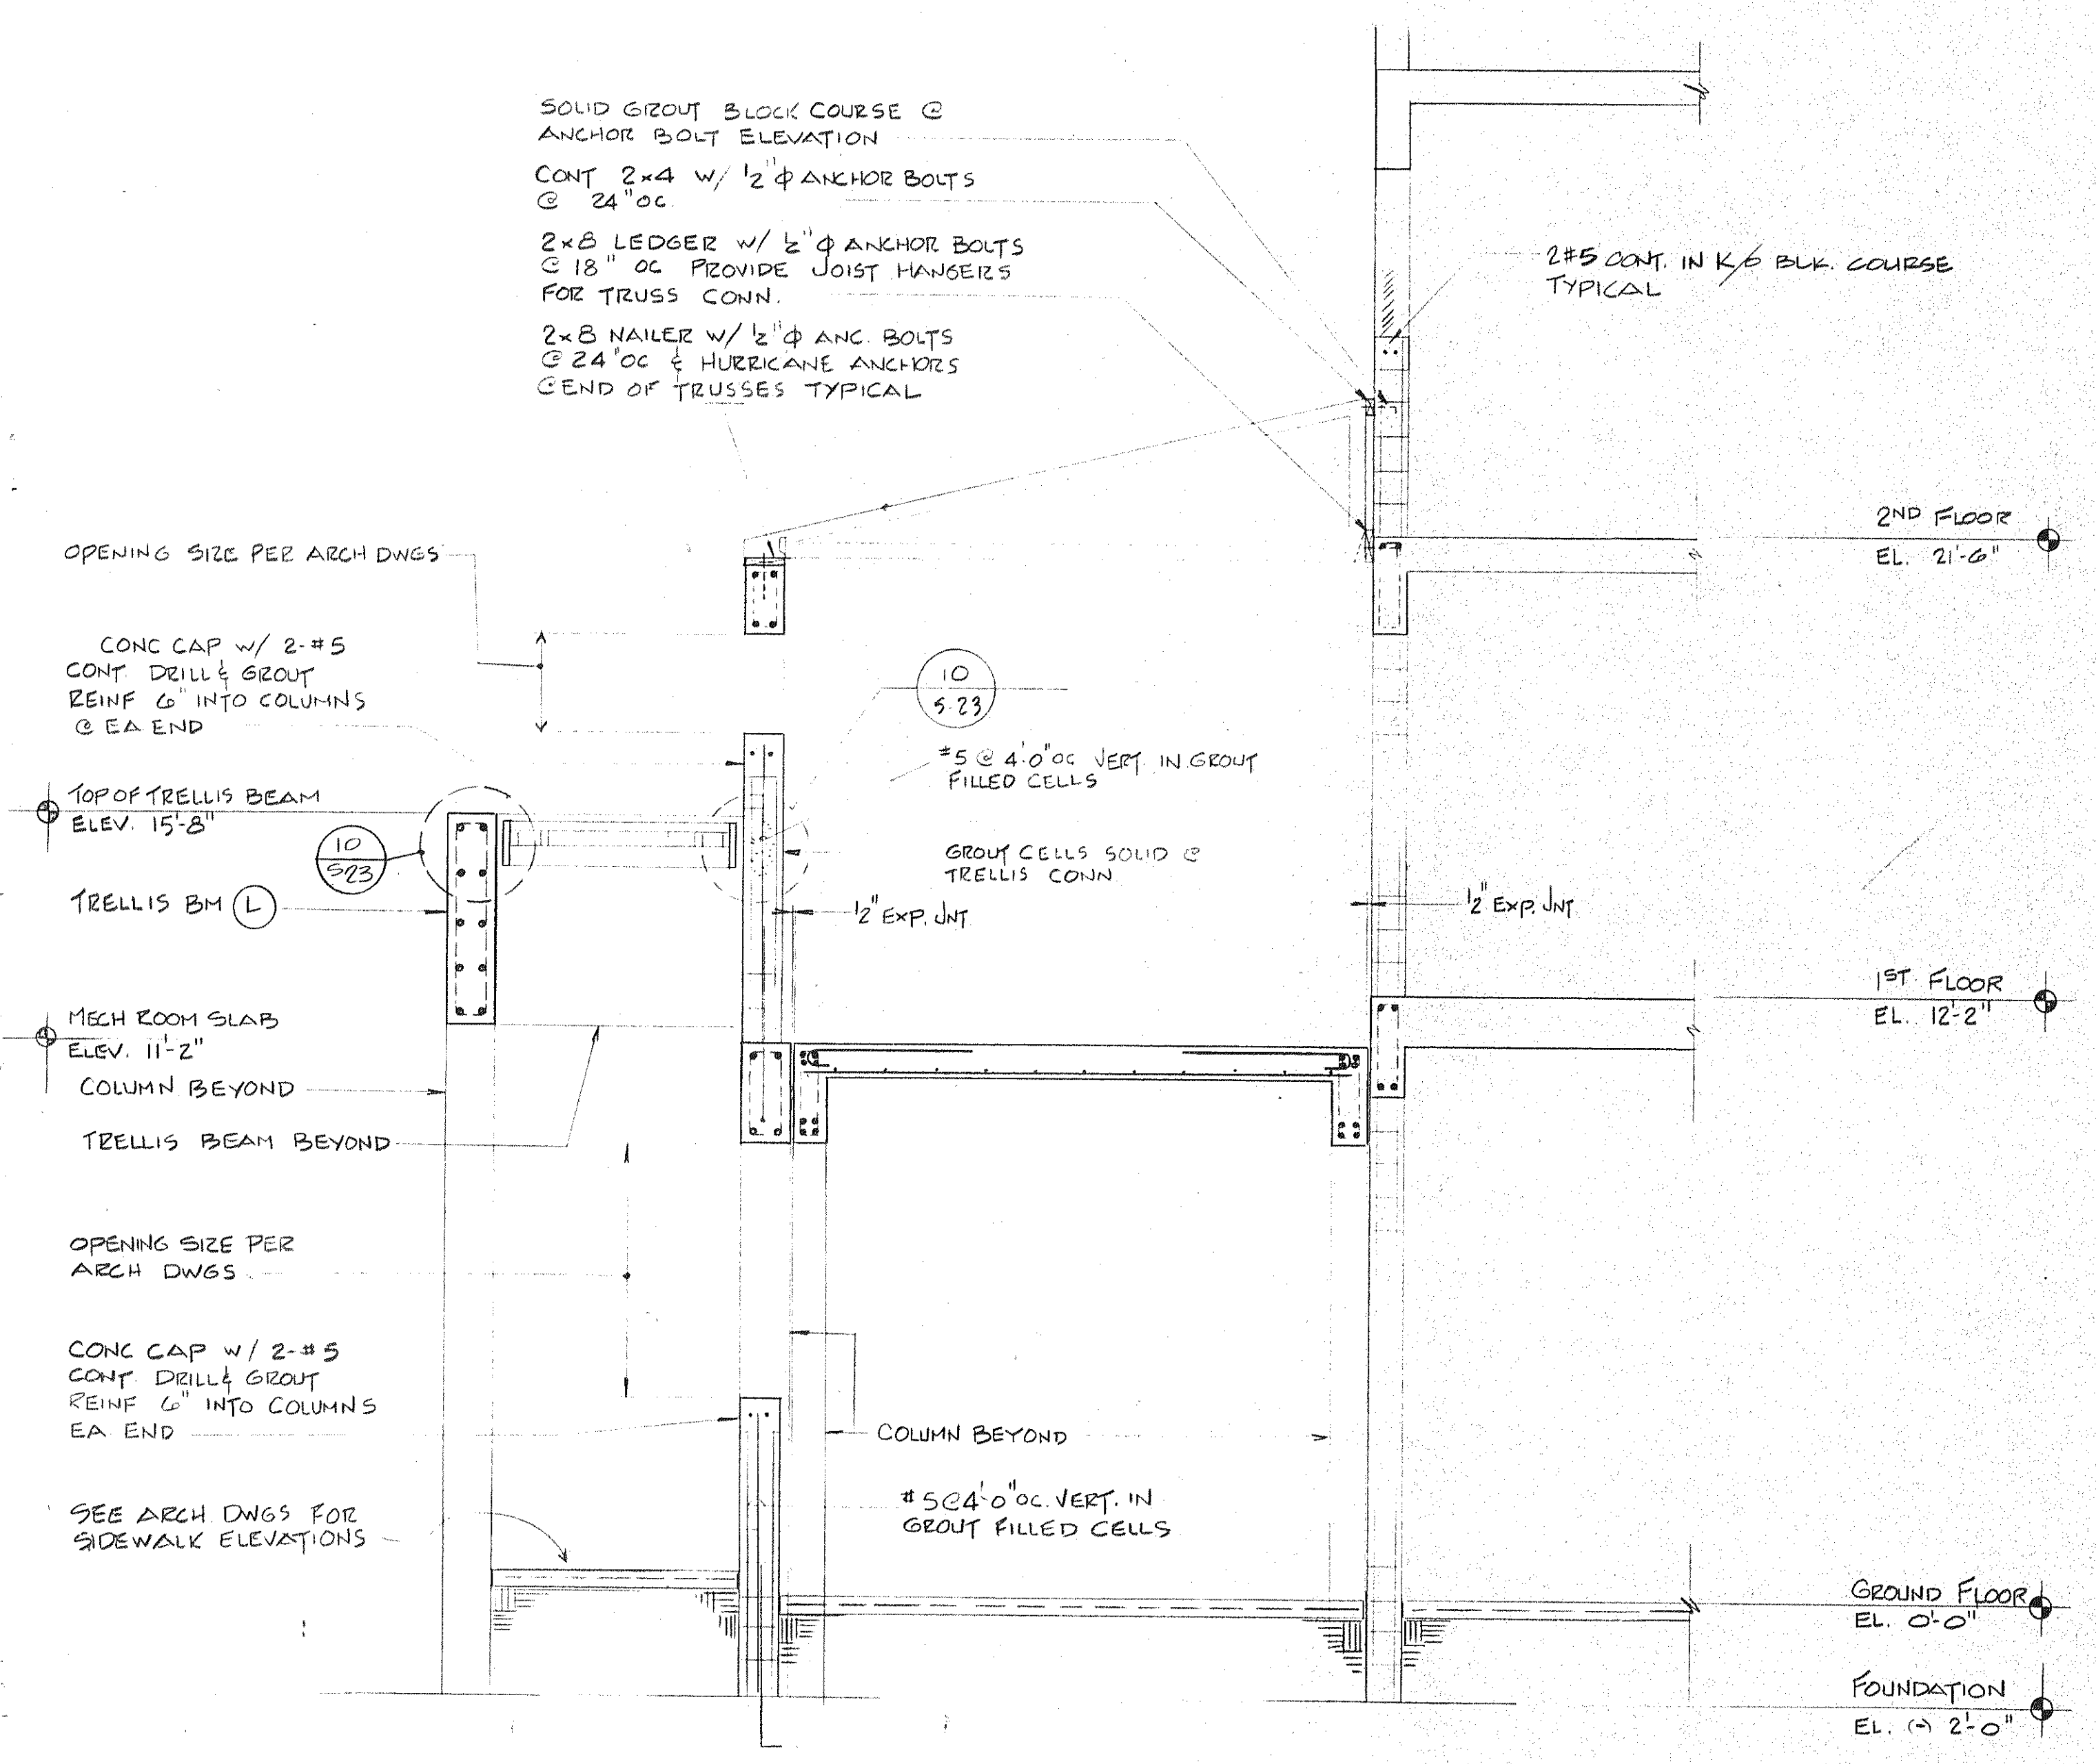 SOLID GROUT BLOCK COURSE @
ANCHOR BOLT ELEVATION
CONT 2x4 W/ 1/2"Φ ANCHOR BOLTS
@ 24"OC.
2x8 LEDGER W/ 1/2"Φ ANCHOR BOLTS
@ 18" OC PROVIDE JOIST HANGERS
FOR TRUSS CONN.
2x8 NAILER W/ 1/2"Φ ANC. BOLTS
@ 24"OC & HURRICANE ANCHORS
@ END OF TRUSSES TYPICAL
2#5 CONT. IN K/O BLK. COURSE
TYPICAL
2ND FLOOR
EL. 21'-6"
OPENING SIZE PER ARCH DWGS
CONC CAP W/ 2-#5
CONT. DRILL & GROUT
REINF 6" INTO COLUMNS
@ EA END
10
S-23
#5 @ 4'-0"OC VERT. IN GROUT
FILLED CELLS
TOP OF TRELLIS BEAM
ELEV. 15'-8"
10
S23
GROUT CELLS SOLID @
TRELLIS CONN
TRELLIS BM L
1/2" EXP. JNT
1/2" EXP. JNT
1ST FLOOR
EL. 12'-2"
MECH ROOM SLAB
ELEV. 11'-2"
COLUMN BEYOND
TRELLIS BEAM BEYOND
OPENING SIZE PER
ARCH DWGS
CONC CAP W/ 2-#5
CONT. DRILL & GROUT
REINF 6" INTO COLUMNS
EA END
COLUMN BEYOND
#5@4'-0"OC. VERT. IN
GROUT FILLED CELLS
SEE ARCH. DWGS FOR
SIDEWALK ELEVATIONS
GROUND FLOOR
EL. 0'-0"
FOUNDATION
EL. (-) 2'-0"